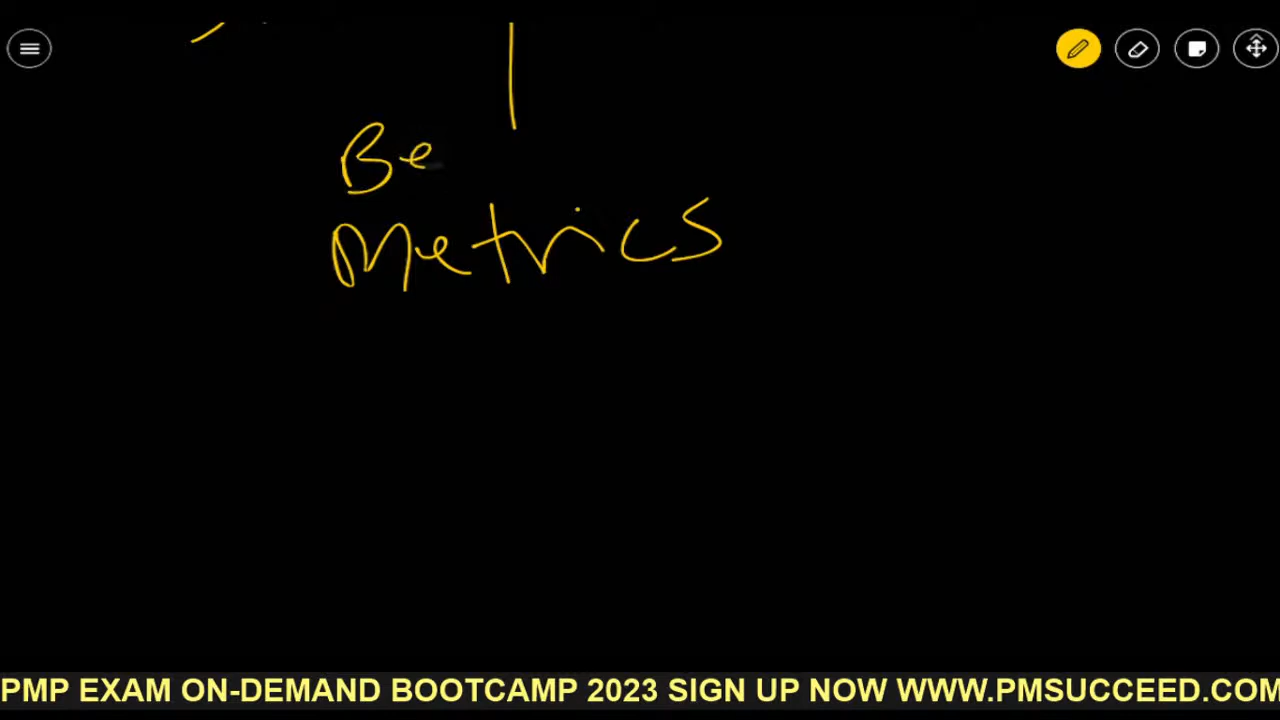 Be
Metrics
PMP EXAM ON-DEMAND BOOTCAMP 2023 SIGN UP NOW WWW.PMSUCCEED.COM